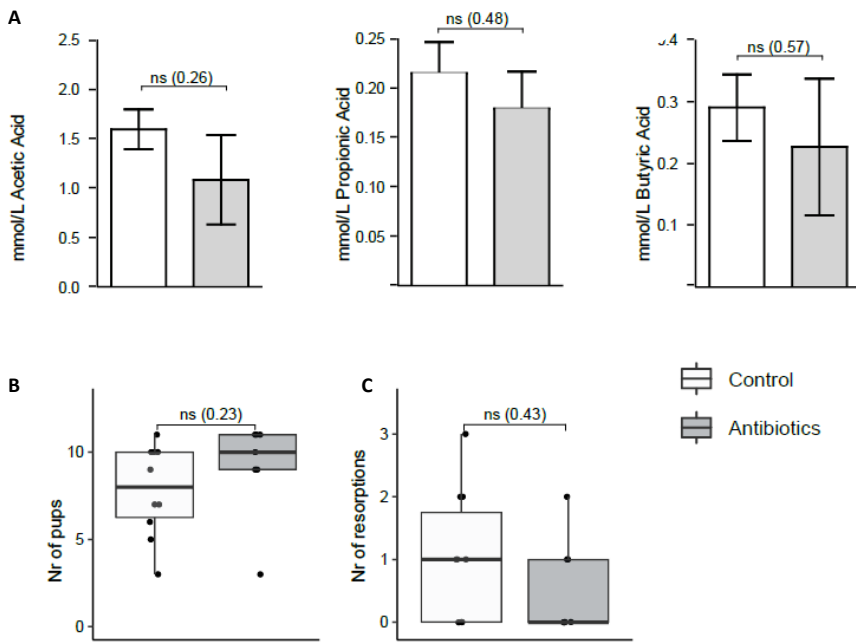 A
mmol/L Acetic Acid
2.5
2.0
1.5
1.0
0.5
0.0
ns (0.26)
mmol/L Propionic Acid
0.25
0.20
0.15
0.10
0.05
ns (0.48)
mmol/L Butyric Acid
0.4
0.3
0.2
0.1
ns (0.57)
B
Nr of pups
10
5
0
ns (0.23)
C
Nr of resorptions
3
2
1
0
ns (0.43)
Control
Antibiotics